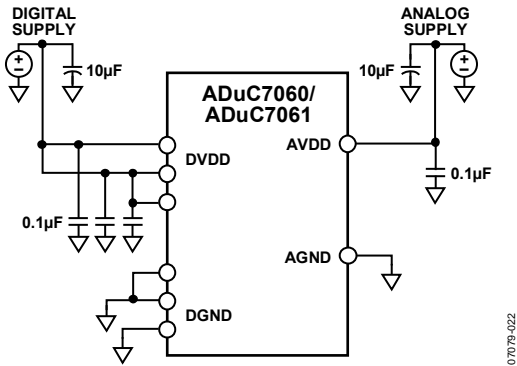 DIGITAL
SUPPLY
ANALOG
SUPPLY
+
–
10µF
10µF
+
–
ADuC7060/
ADuC7061
DVDD
AVDD
0.1µF
0.1µF
AGND
DGND
07079-022